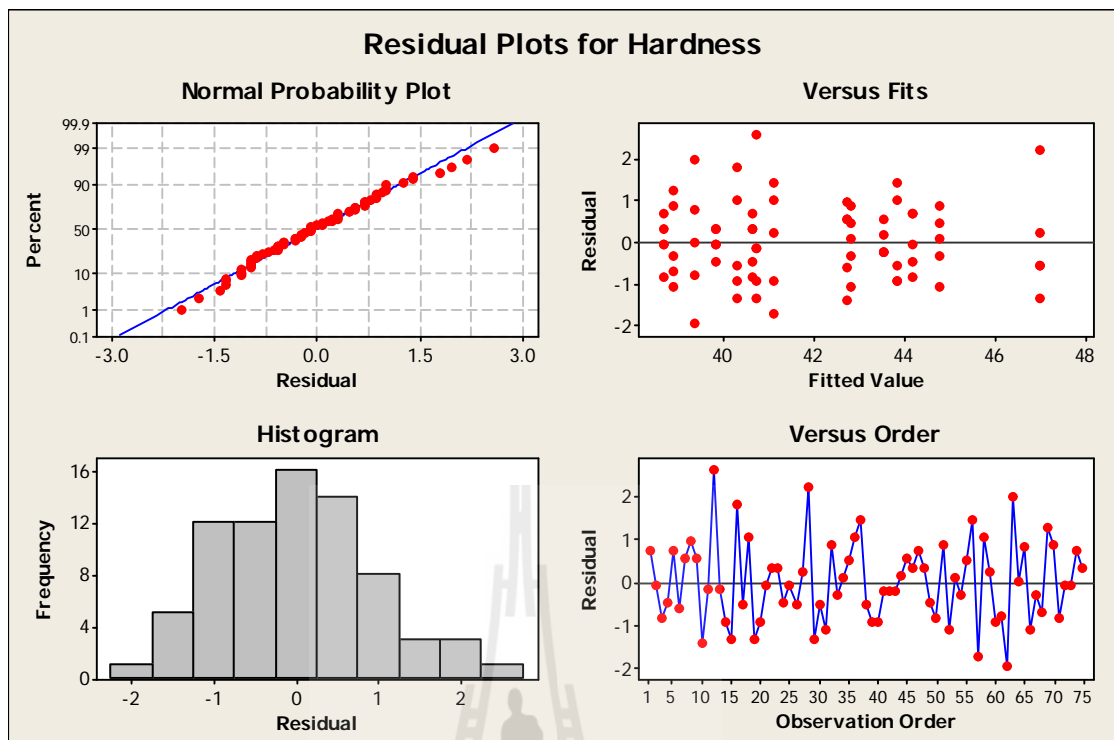 Residual Plots for Hardness
Normal Probability Plot
99.9
99
90
50
10
1
0.1
Percent
-3.0 -1.5 0.0 1.5 3.0
Residual
Versus Fits
2
1
0
-1
-2
Residual
40 42 44 46 48
Fitted Value
Histogram
16
12
8
4
0
Frequency
-2 -1 0 1 2
Residual
Versus Order
2
1
0
-1
-2
Residual
1 5 10 15 20 25 30 35 40 45 50 55 60 65 70 75
Observation Order